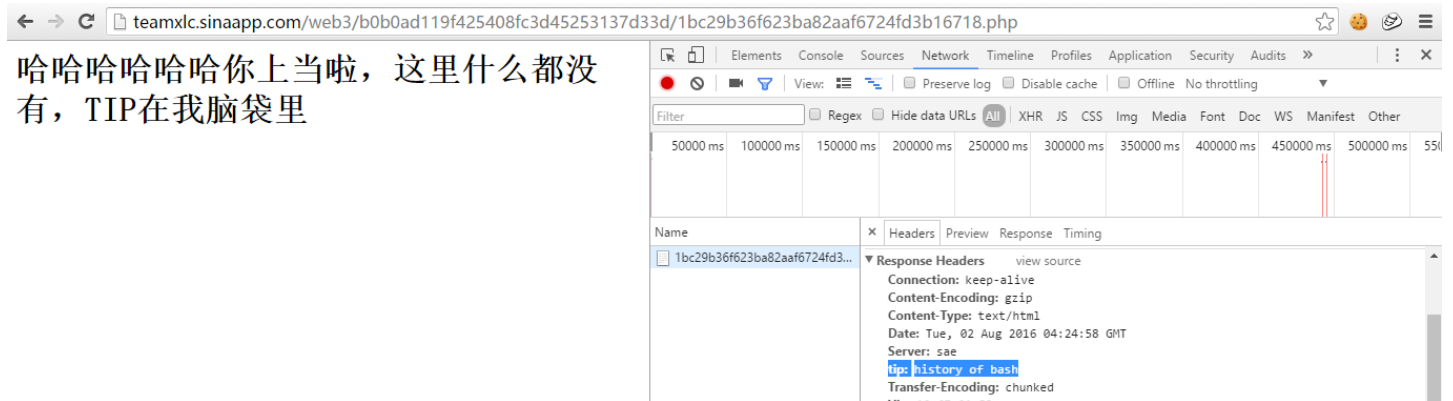 teamxlc.sinaapp.com/web3/b0b0ad119f425408fc3d45253137d33d/1bc29b36f623ba82aaf6724fd3b16718.php
哈哈哈哈哈哈你上当啦，这里什么都没
有，TIP在我脑袋里
Elements Console Sources Network Timeline Profiles Application Security Audits »
View: Preserve log Disable cache Offline No throttling
Filter Regex Hide data URLs All XHR JS CSS Img Media Font Doc WS Manifest Other
50000 ms 100000 ms 150000 ms 200000 ms 250000 ms 300000 ms 350000 ms 400000 ms 450000 ms 500000 ms
Name × Headers Preview Response Timing
1bc29b36f623ba82aaf6724fd3...
Response Headers view source
Connection: keep-alive
Content-Encoding: gzip
Content-Type: text/html
Date: Tue, 02 Aug 2016 04:24:58 GMT
Server: sae
tip: history of bash
Transfer-Encoding: chunked